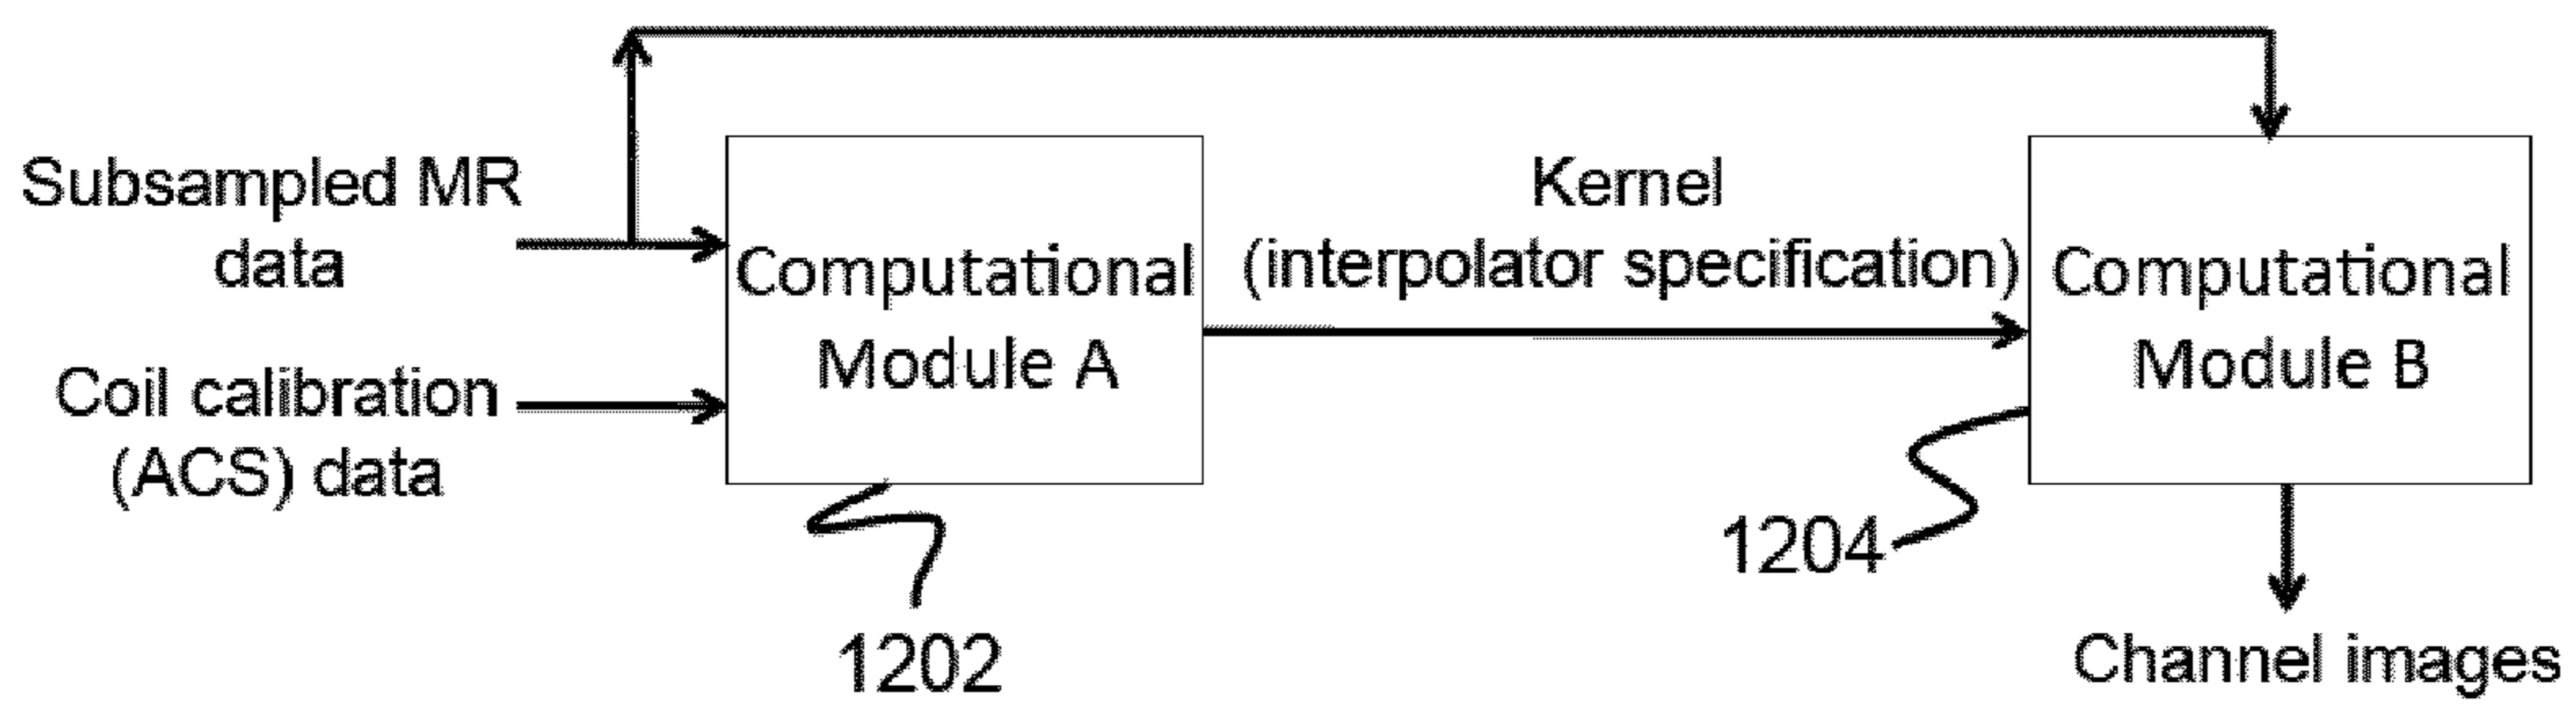 Subsampled MR
data
Coil calibration
(ACS) data
Computational
Module A
1202
Kernel
(interpolator specification)
Computational
Module B
1204
Channel images